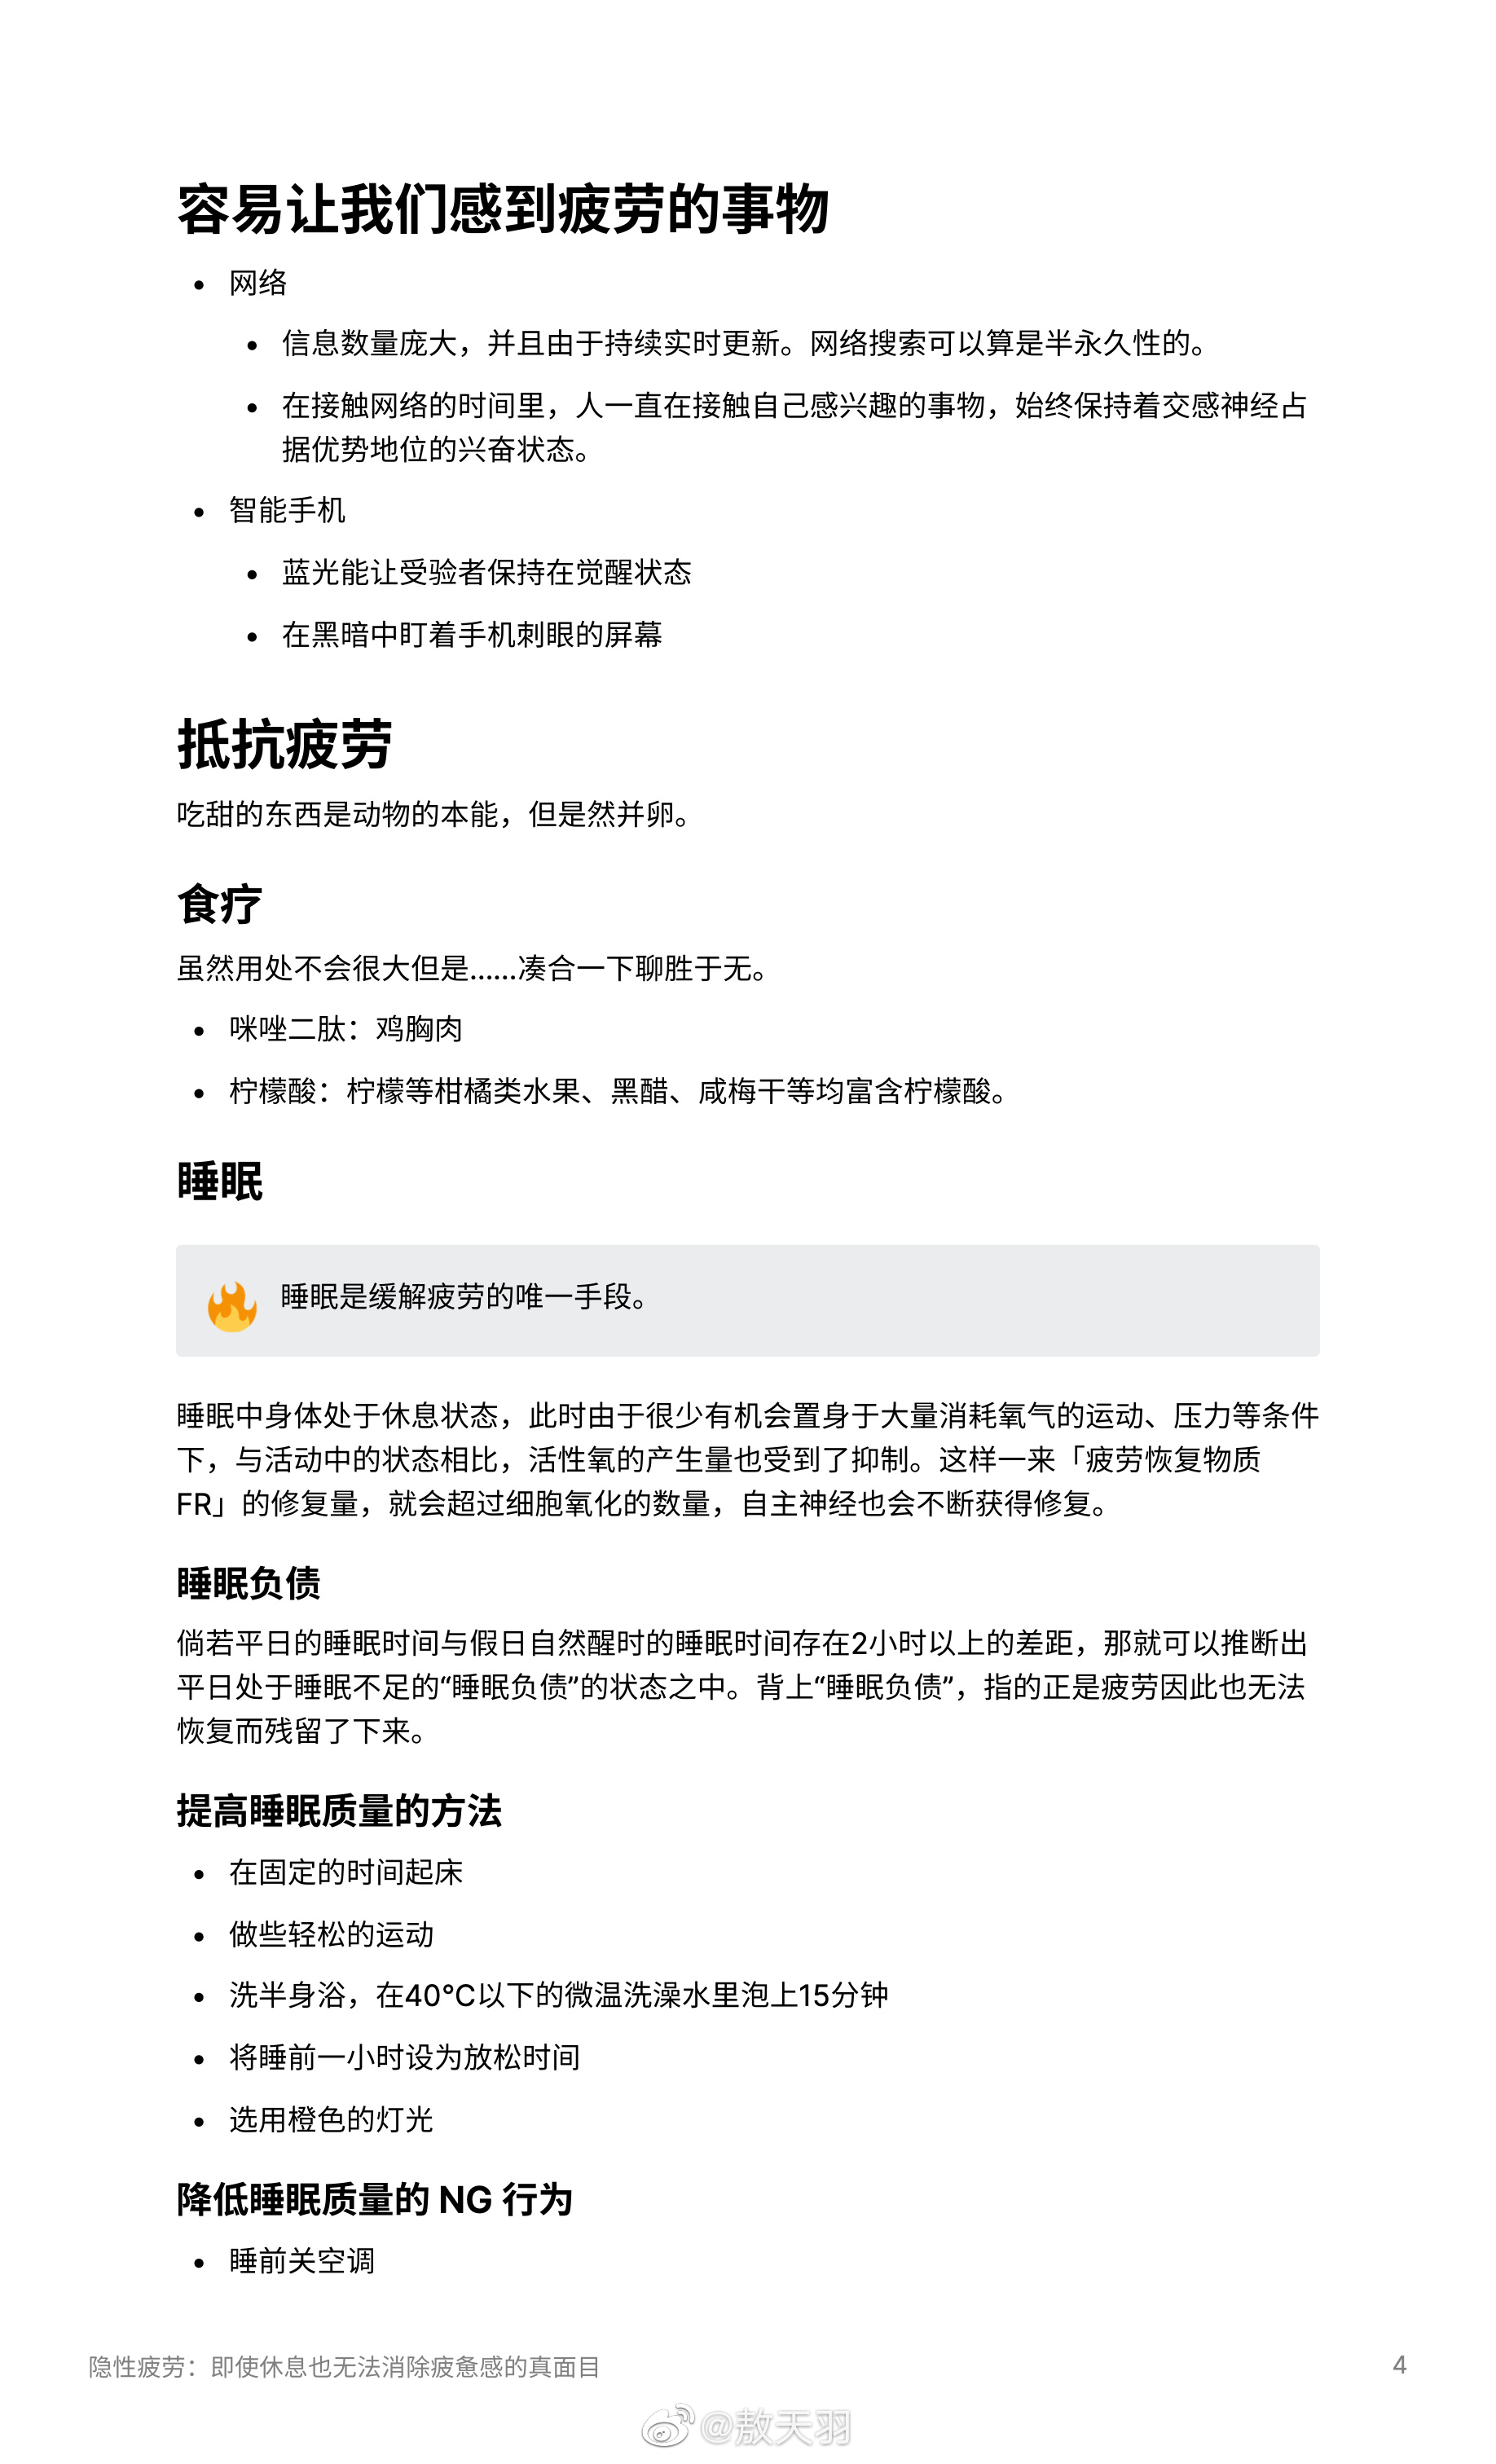 容易让我们感到疲劳的事物
网络
信息数量庞大，并且由于持续实时更新。网络搜索可以算是半永久性的。
在接触网络的时间里，人一直在接触自己感兴趣的事物，始终保持着交感神经占
据优势地位的兴奋状态。
智能手机
蓝光能让受验者保持在觉醒状态
在黑暗中盯着手机刺眼的屏幕
抵抗疲劳
吃甜的东西是动物的本能，但是然并卵。
食疗
虽然用处不会很大但是……凑合一下聊胜于无。
咪唑二肽：鸡胸肉
柠檬酸：柠檬等柑橘类水果、黑醋、咸梅干等均富含柠檬酸。
睡眠
睡眠是缓解疲劳的唯一手段。
睡眠中身体处于休息状态，此时由于很少有机会置身于大量消耗氧气的运动、压力等条件
下，与活动中的状态相比，活性氧的产生量也受到了抑制。这样一来「疲劳恢复物质
FR」的修复量，就会超过细胞氧化的数量，自主神经也会不断获得修复。
睡眠负债
倘若平日的睡眠时间与假日自然醒时的睡眠时间存在2小时以上的差距，那就可以推断出
平日处于睡眠不足的“睡眠负债”的状态之中。背上“睡眠负债”，指的正是疲劳因此也无法
恢复而残留了下来。
提高睡眠质量的方法
在固定的时间起床
做些轻松的运动
洗半身浴，在40°C以下的微温洗澡水里泡上15分钟
将睡前一小时设为放松时间
选用橙色的灯光
降低睡眠质量的 NG 行为
睡前关空调
隐性疲劳：即使休息也无法消除疲惫感的真面目
4
@敖天羽